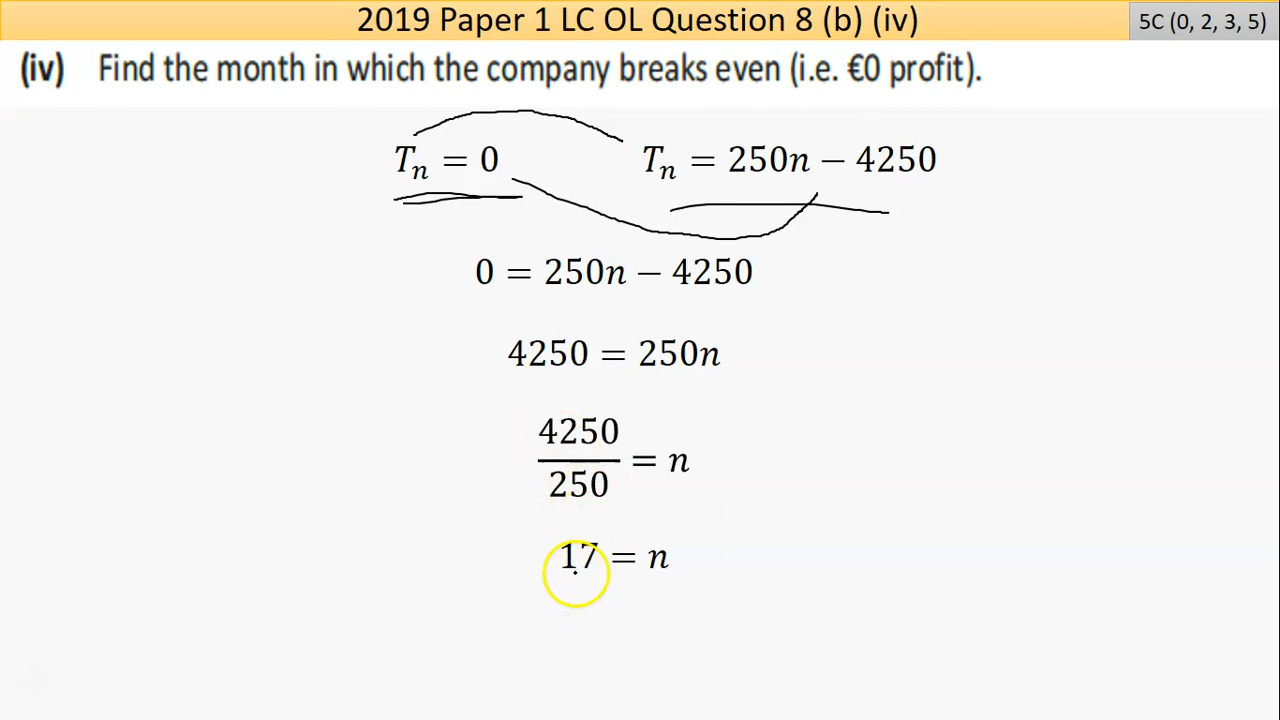 2019 Paper 1 LC OL Question 8 (b) (iv)
5C (0, 2, 3, 5)
(iv) Find the month in which the company breaks even (i.e. €0 profit).
Tₙ = 0 Tₙ = 250n − 4250
0 = 250n − 4250
4250 = 250n
4250/250 = n
17 = n